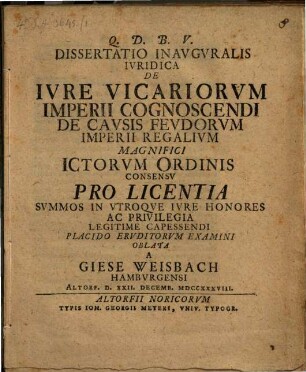 Q. D. B. V.
DISSERTATIO INAVGVRALIS
IVRIDICA
DE
IVRE VICARIORVM
IMPERII COGNOSCENDI
DE CAVSIS FEVDORVM
IMPERII REGALIVM
MAGNIFICI
ICTORVM ORDINIS
CONSENSV
PRO LICENTIA
SVMMOS IN VTROQVE IVRE HONORES
AC PRIVILEGIA
LEGITIME CAPESSENDI
PLACIDO ERVDITORVM EXAMINI
OBLATA
A
GIESE WEISBACH
HAMBVRGENSI
ALTORF. D. XXII. DECEMB. MDCCXXXVIII.
ALTORFII NORICORVM
TYPIS IOH. GEORGII MEYERI, VNIV. TYPOGR.